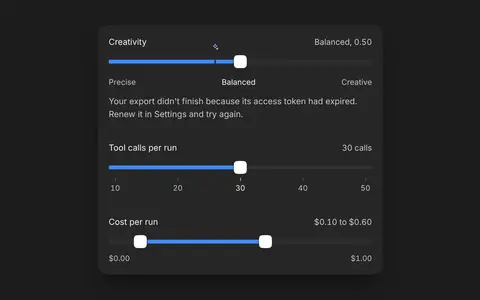 Creativity Balanced, 0.50
Precise Balanced Creative
Your export didn't finish because its access token had expired.
Renew it in Settings and try again.
Tool calls per run 30 calls
10 20 30 40 50
Cost per run $0.10 to $0.60
$0.00 $1.00